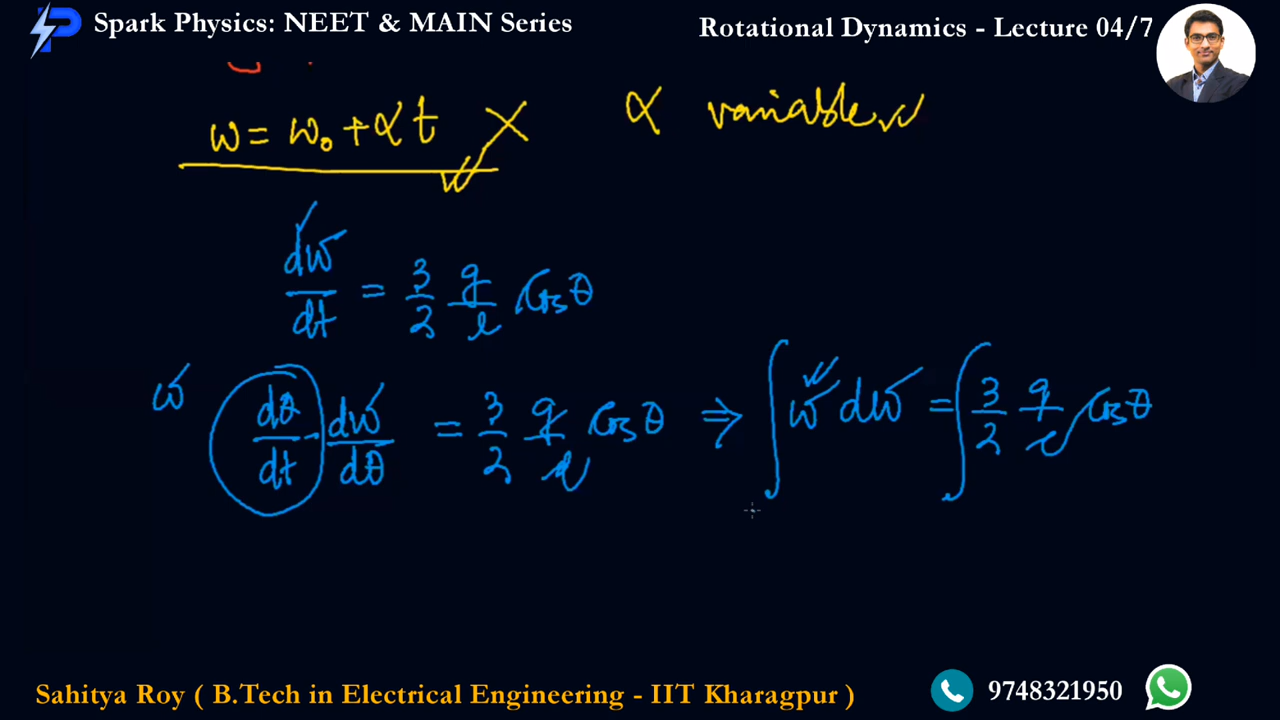 Spark Physics: NEET & MAIN Series
Rotational Dynamics - Lecture 04/7
ω = ω₀ + αt ✗ α variable
dω/dt = 3/2 g/l Cosθ
ω dθ/dt · dω/dθ = 3/2 g/l Cosθ ⇒ ∫ ω dω = ∫ 3/2 g/l Cosθ
Sahitya Roy ( B.Tech in Electrical Engineering - IIT Kharagpur )
9748321950